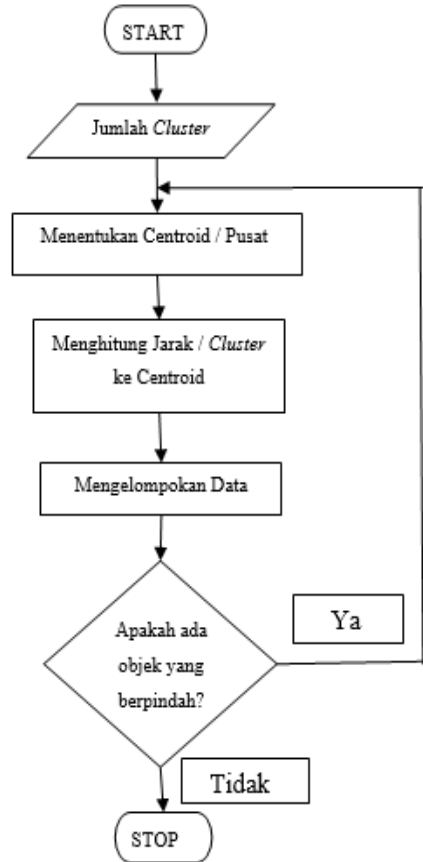 START
Jumlah Cluster
Menentukan Centroid / Pusat
Menghitung Jarak / Cluster
ke Centroid
Mengelompokan Data
Apakah ada
objek yang
berpindah?
Ya
Tidak
STOP